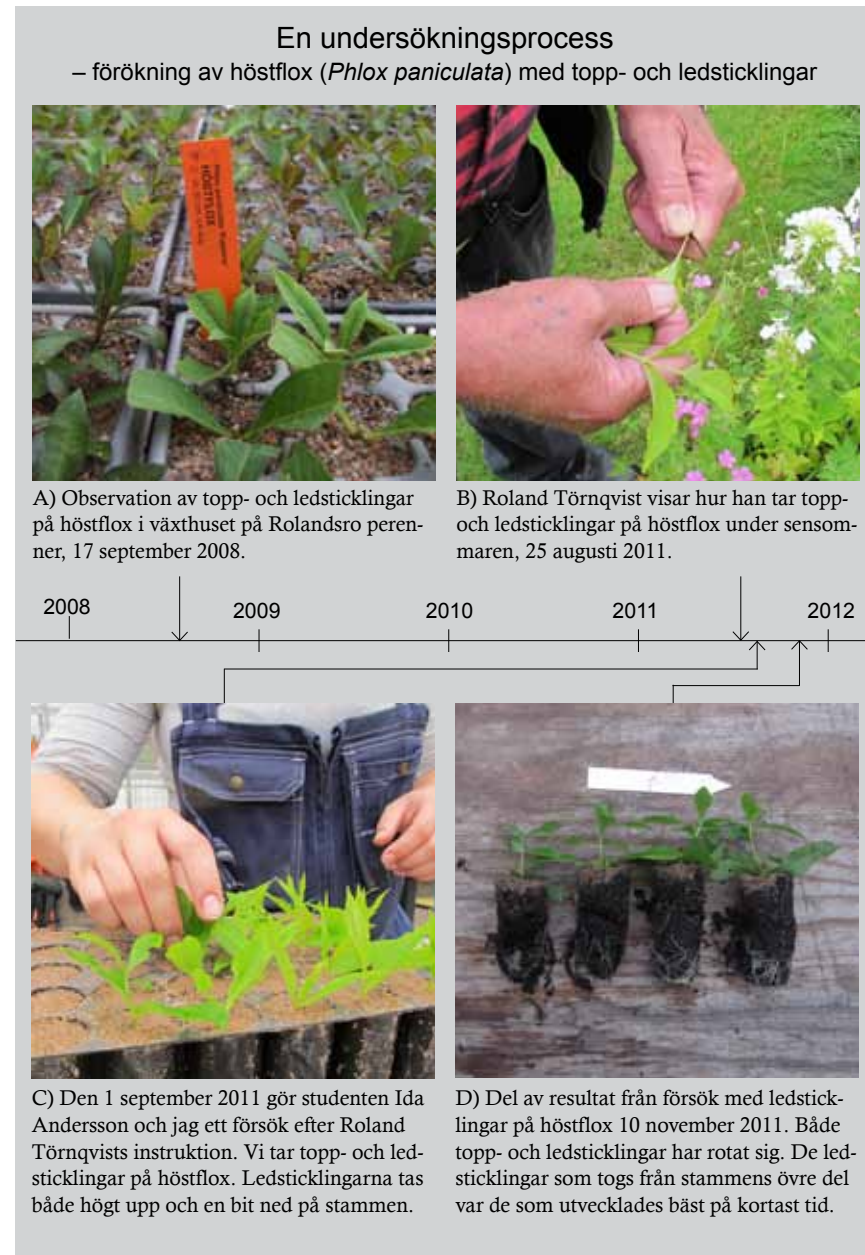 En undersökningsprocess
– förökning av höstflox (Phlox paniculata) med topp- och ledsticklingar
HÖSTFLOX
A) Observation av topp- och ledsticklingar
på höstflox i växthuset på Rolandsro peren-
ner, 17 september 2008.
B) Roland Törnqvist visar hur han tar topp-
och ledsticklingar på höstflox under sensom-
maren, 25 augusti 2011.
2008
2009
2010
2011
2012
C) Den 1 september 2011 gör studenten Ida
Andersson och jag ett försök efter Roland
Törnqvists instruktion. Vi tar topp- och led-
sticklingar på höstflox. Ledsticklingarna tas
både högt upp och en bit ned på stammen.
D) Del av resultat från försök med ledstick-
lingar på höstflox 10 november 2011. Både
topp- och ledsticklingar har rotat sig. De led-
sticklingar som togs från stammens övre del
var de som utvecklades bäst på kortast tid.